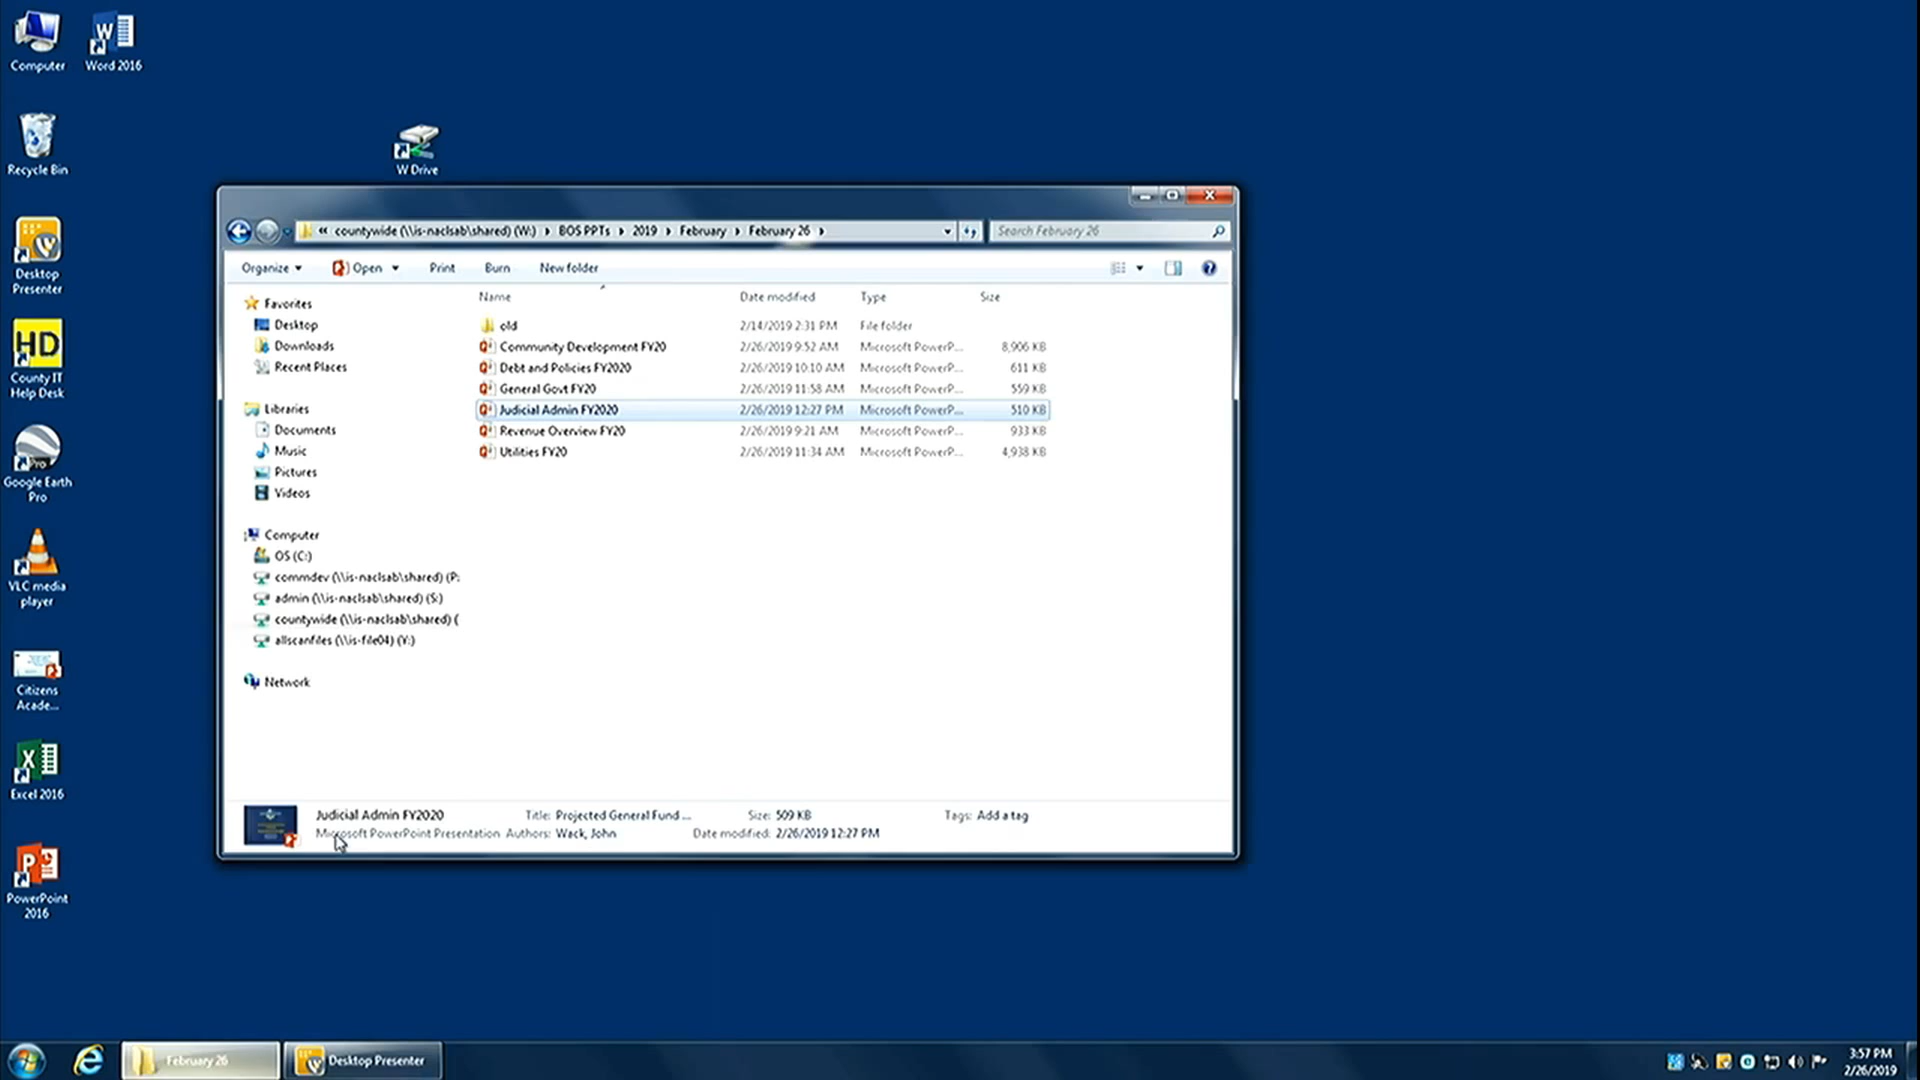 Computer
Word 2016
Recycle Bin
W Drive
Desktop
Presenter
HD
County IT
Help Desk
Pro
Google Earth
Pro
VLC media
player
Citizens
Acade...
Excel 2016
PowerPoint
2016
« countywide (\\is-naclsab\shared) (W:) BOS PPTs 2019 February February 26
Search February 26
Organize Open Print Burn New folder
Name Date modified Type Size
old 2/14/2019 2:31 PM File folder
Community Development FY20 2/26/2019 9:52 AM Microsoft PowerP... 8,906 KB
Debt and Policies FY2020 2/26/2019 10:10 AM Microsoft PowerP... 611 KB
General Govt FY20 2/26/2019 11:58 AM Microsoft PowerP... 559 KB
Judicial Admin FY2020 2/26/2019 12:27 PM Microsoft PowerP... 510 KB
Revenue Overview FY20 2/26/2019 9:21 AM Microsoft PowerP... 933 KB
Utilities FY20 2/26/2019 11:34 AM Microsoft PowerP... 4,938 KB
Favorites
Desktop
Downloads
Recent Places
Libraries
Documents
Music
Pictures
Videos
Computer
OS (C:)
commdev (\\is-naclsab\shared) (P:
admin (\\is-naclsab\shared) (S:)
countywide (\\is-naclsab\shared) (
allscanfiles (\\is-file04) (Y:)
Network
Judicial Admin FY2020 Title: Projected General Fund ... Size: 509 KB Tags: Add a tag
Microsoft PowerPoint Presentation Authors: Wack, John Date modified: 2/26/2019 12:27 PM
February 26
Desktop Presenter
3:57 PM
2/26/2019